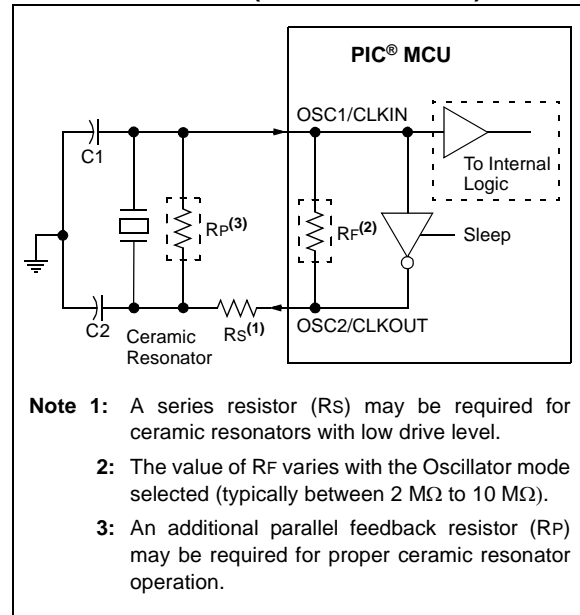 PIC® MCU
OSC1/CLKIN
C1
To Internal
Logic
RP(3)
RF(2)
Sleep
C2
Ceramic
Resonator
RS(1)
OSC2/CLKOUT
Note 1: A series resistor (RS) may be required for
ceramic resonators with low drive level.
2: The value of RF varies with the Oscillator mode
selected (typically between 2 MΩ to 10 MΩ).
3: An additional parallel feedback resistor (RP)
may be required for proper ceramic resonator
operation.